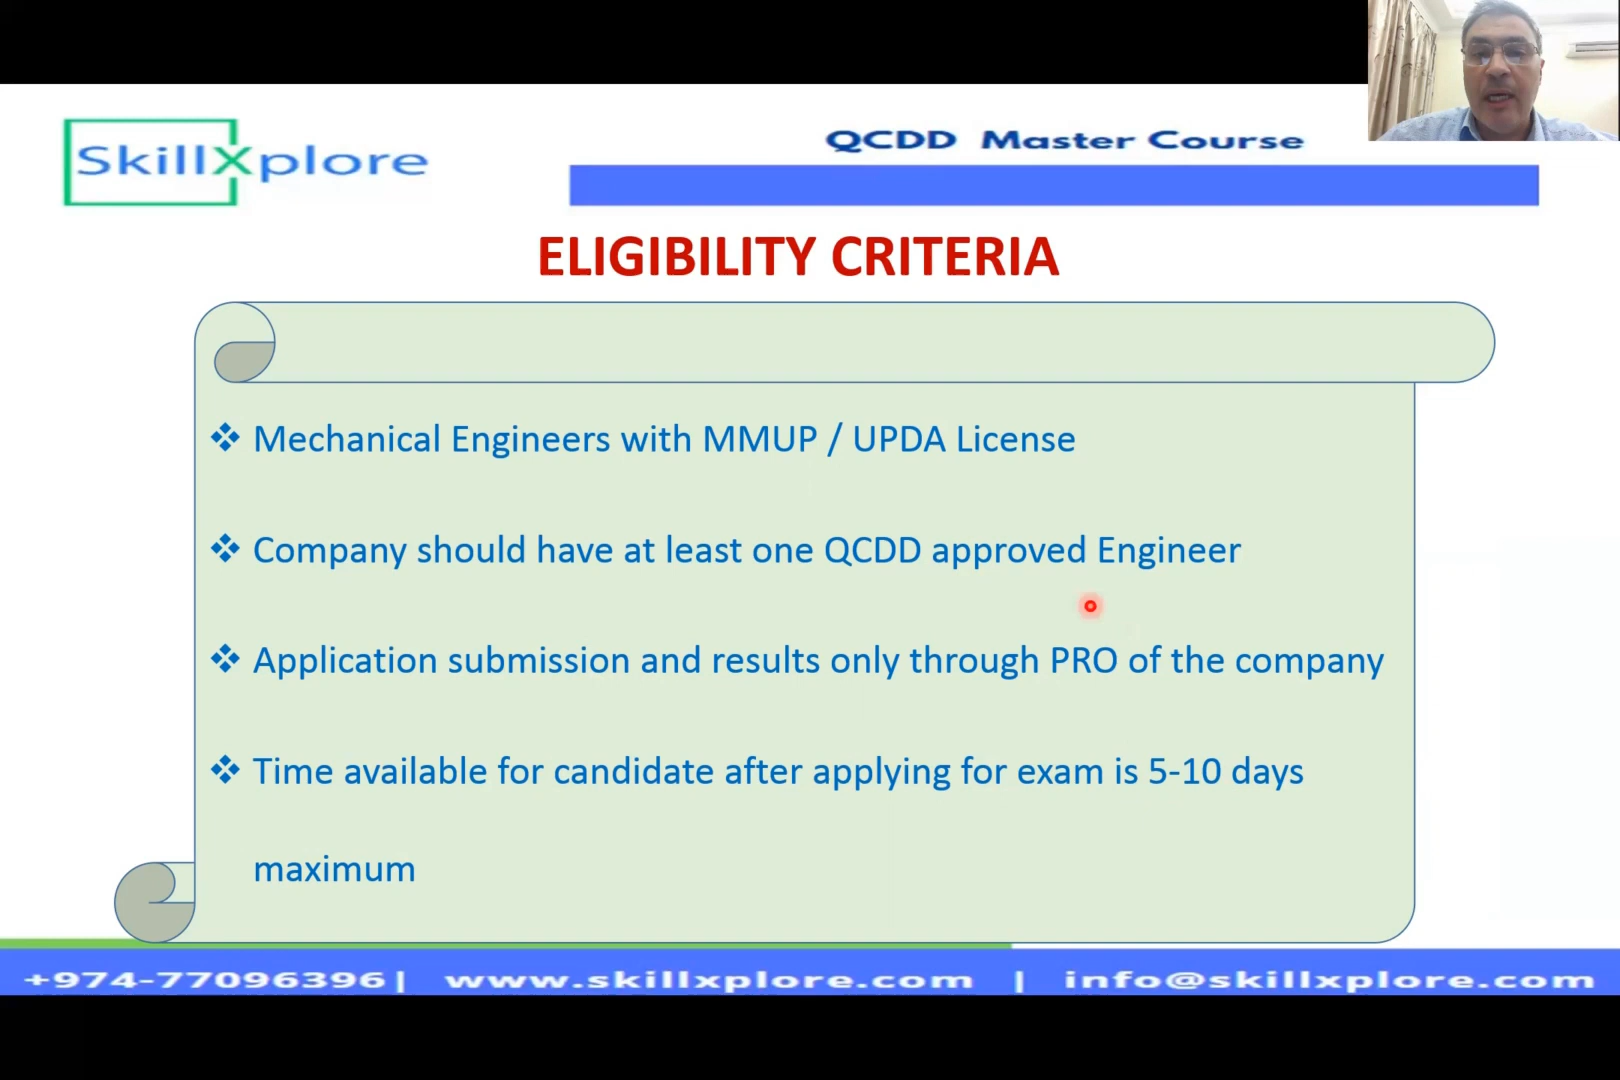 SkillXplore
QCDD Master Course
ELIGIBILITY CRITERIA
❖ Mechanical Engineers with MMUP / UPDA License
❖ Company should have at least one QCDD approved Engineer
❖ Application submission and results only through PRO of the company
❖ Time available for candidate after applying for exam is 5-10 days
maximum
+974-77096396| www.skillxplore.com | info@skillxplore.com